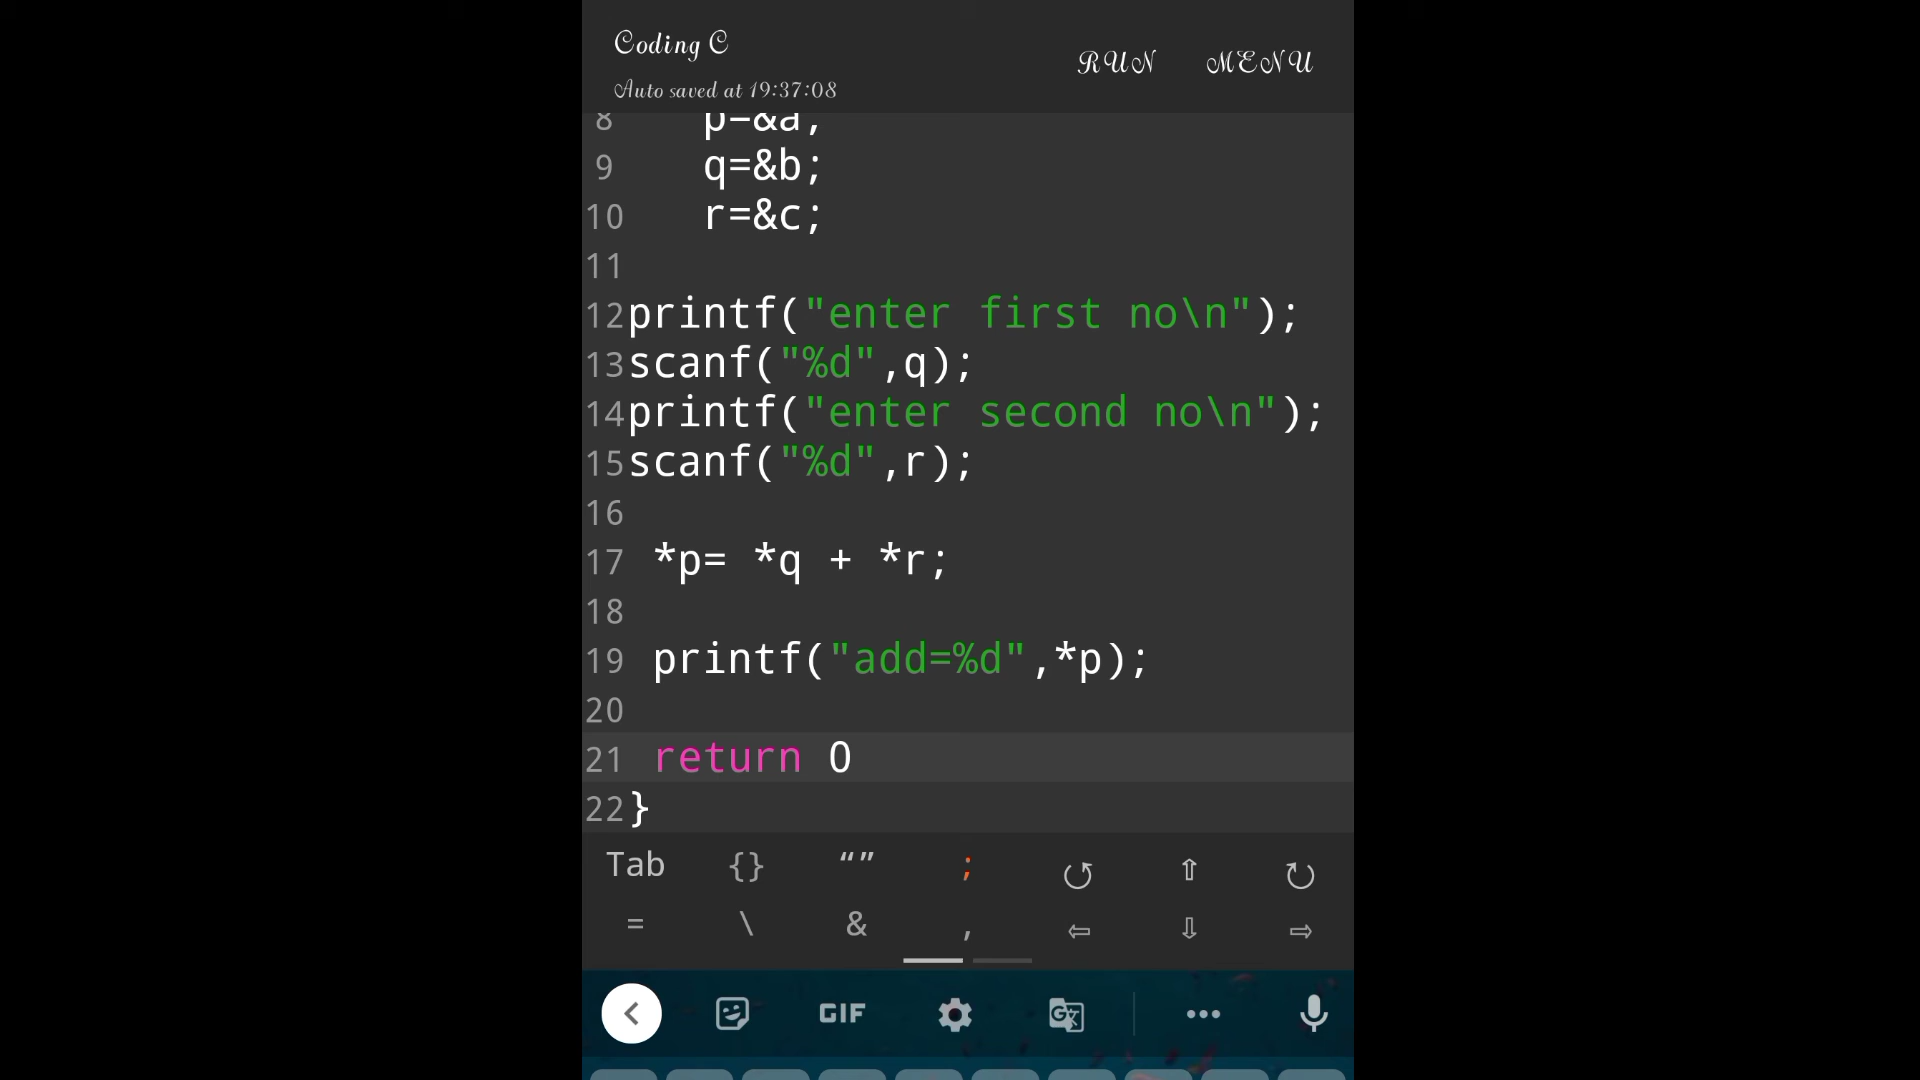 Coding C
RUN MENU
Auto saved at 19:37:08
8 p=&a;
9 q=&b;
10 r=&c;
11
12 printf("enter first no\n");
13 scanf("%d",q);
14 printf("enter second no\n");
15 scanf("%d",r);
16
17 *p= *q + *r;
18
19 printf("add=%d",*p);
20
21 return 0
22 }
Tab {} “” ;
= \ & ,
GIF